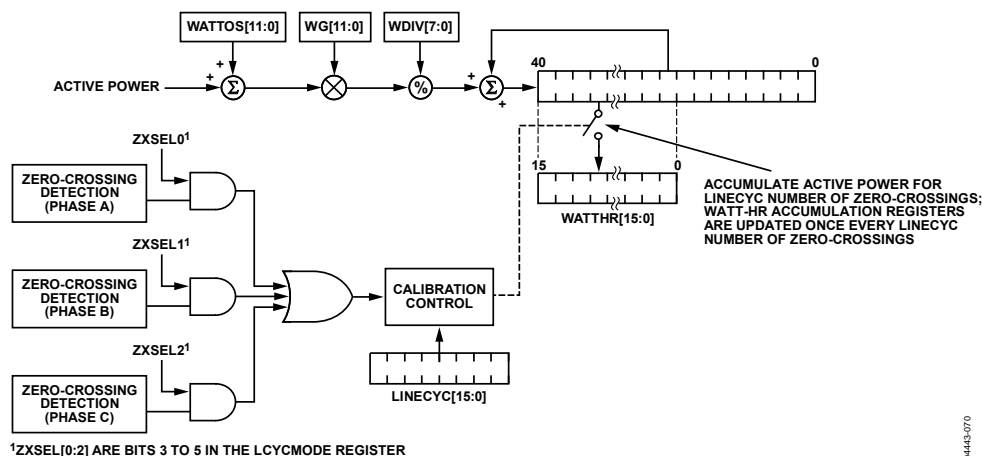 WATTOS[11:0]
WG[11:0]
WDIV[7:0]
+
+
+
+
40
0
ACTIVE POWER
Σ
%
Σ
ZXSEL0¹
15
0
ZERO-CROSSING
DETECTION
(PHASE A)
WATTHR[15:0]
ACCUMULATE ACTIVE POWER FOR
LINECYC NUMBER OF ZERO-CROSSINGS;
WATT-HR ACCUMULATION REGISTERS
ARE UPDATED ONCE EVERY LINECYC
NUMBER OF ZERO-CROSSINGS
ZXSEL1¹
ZERO-CROSSING
DETECTION
(PHASE B)
CALIBRATION
CONTROL
ZXSEL2¹
ZERO-CROSSING
DETECTION
(PHASE C)
LINECYC[15:0]
¹ZXSEL[0:2] ARE BITS 3 TO 5 IN THE LCYCMODE REGISTER
04443-070